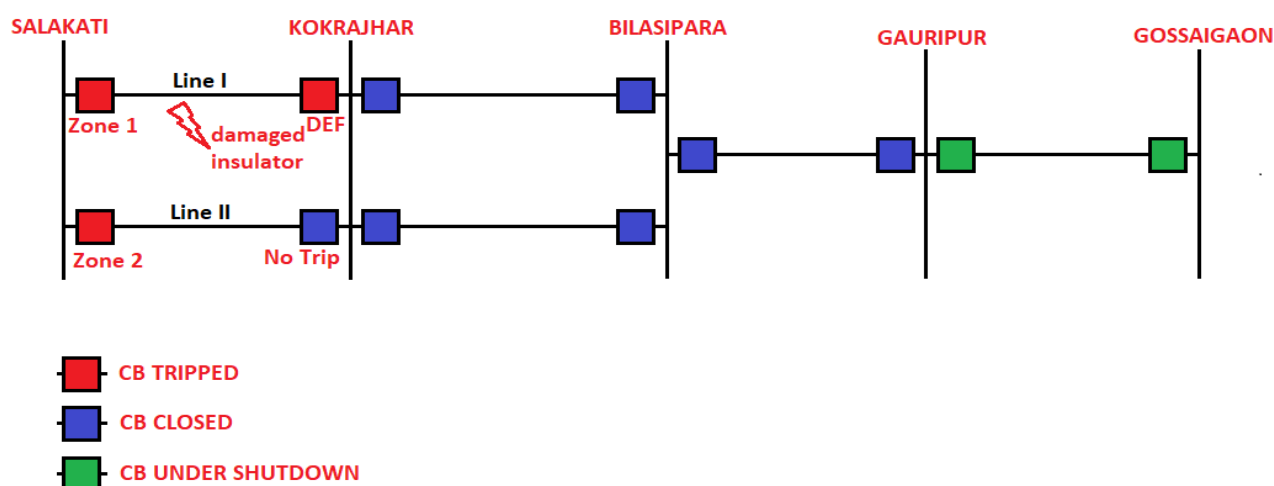 SALAKATI
KOKRAJHAR
BILASIPARA
GAURIPUR
GOSSAIGAON
Line I
Zone 1
DEF
damaged
insulator
Line II
Zone 2
No Trip
CB TRIPPED
CB CLOSED
CB UNDER SHUTDOWN